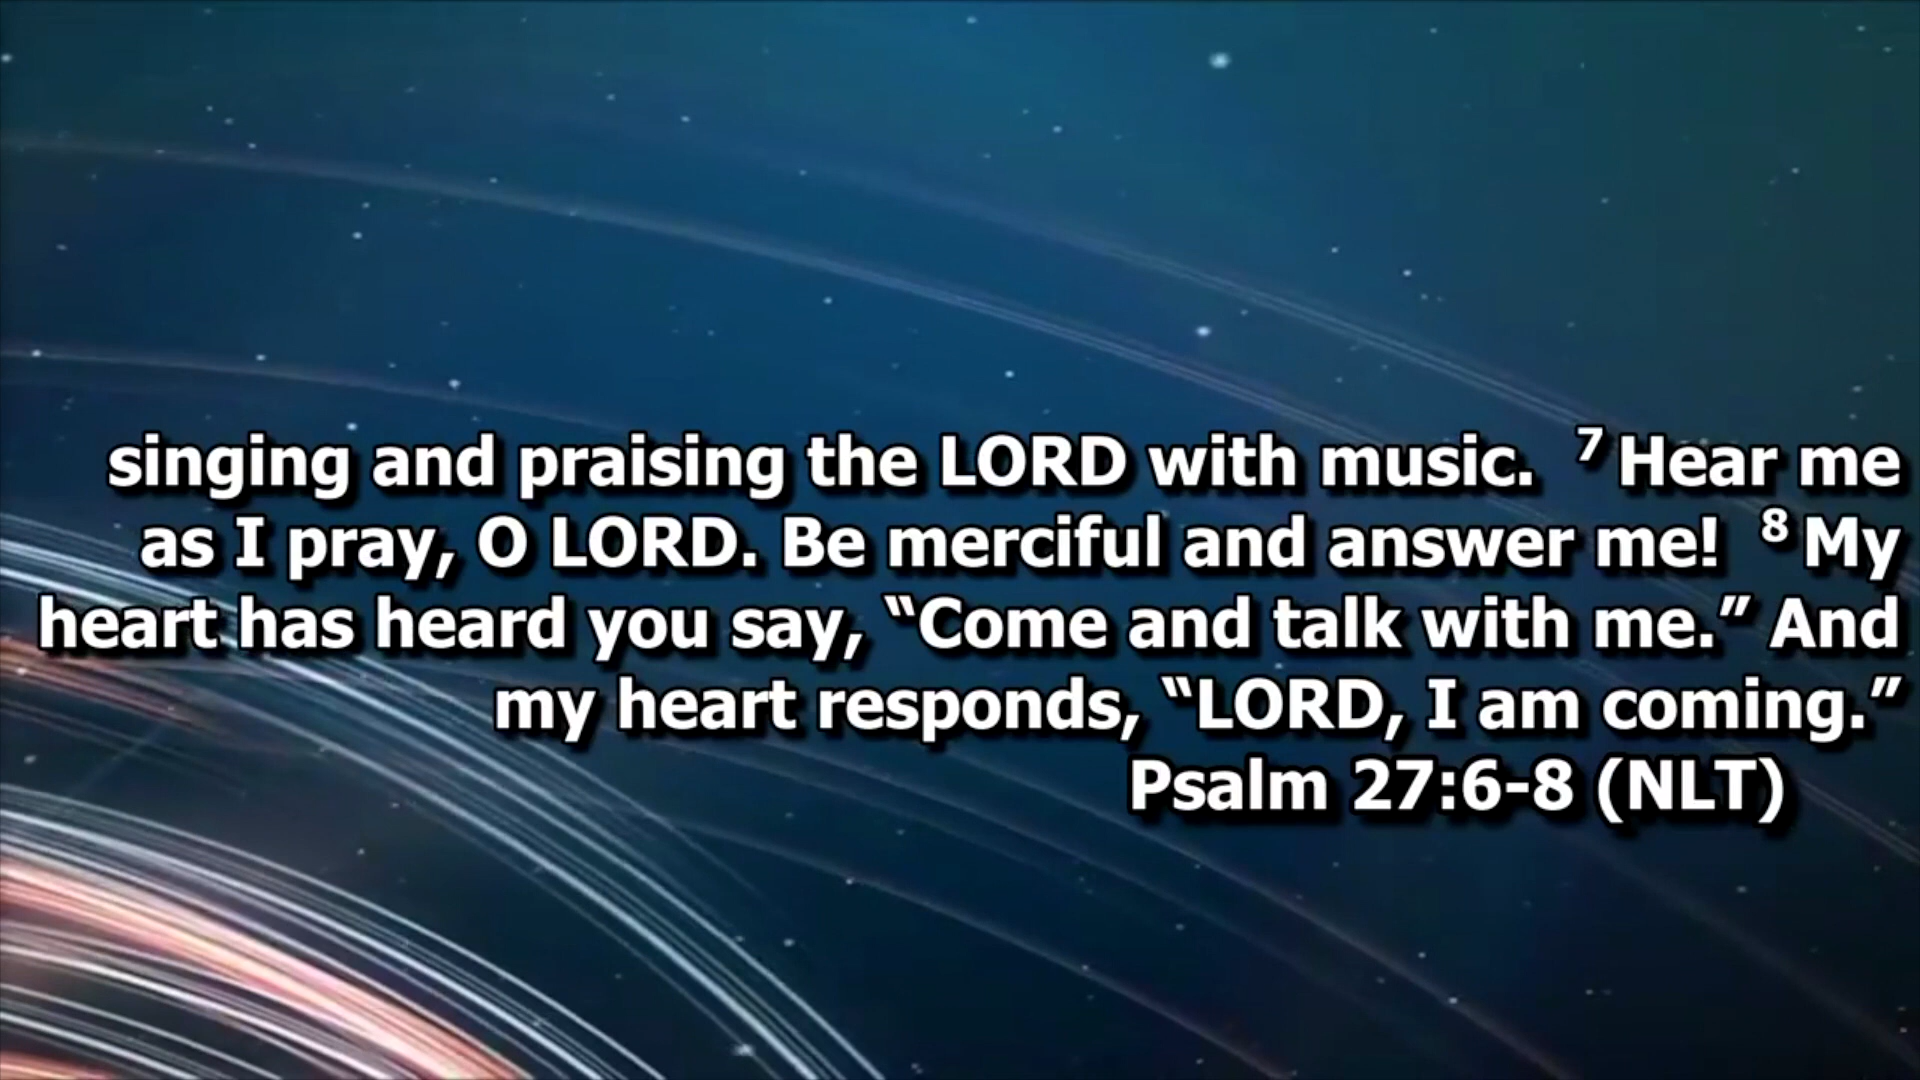 singing and praising the LORD with music. ⁷ Hear me
as I pray, O LORD. Be merciful and answer me! ⁸ My
heart has heard you say, “Come and talk with me.” And
my heart responds, “LORD, I am coming.”
Psalm 27:6-8 (NLT)